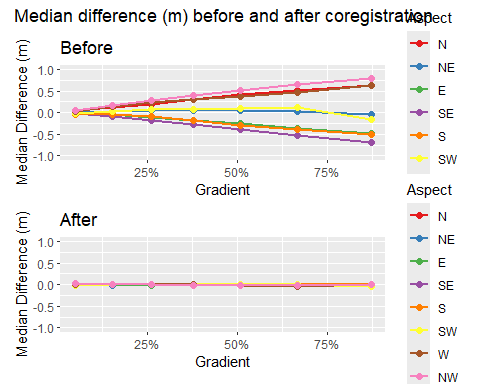 Median difference (m) before and after coregistration
Before
Median Difference (m)
1.0
0.5
0.0
-0.5
-1.0
25%
50%
75%
Gradient
Aspect
N
NE
E
SE
S
SW
After
Median Difference (m)
1.0
0.5
0.0
-0.5
-1.0
25%
50%
75%
Gradient
Aspect
N
NE
E
SE
S
SW
W
NW